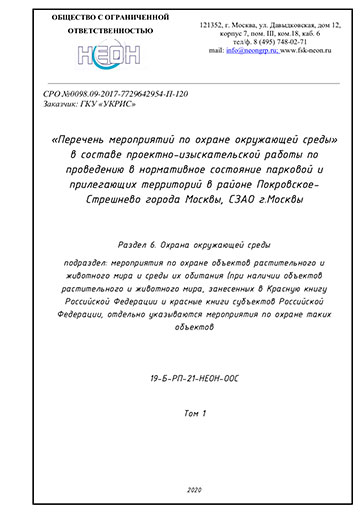 ОБЩЕСТВО С ОГРАНИЧЕННОЙ
ОТВЕТСТВЕННОСТЬЮ
НЕОН
121352, г. Москва, ул. Давыдковская, дом 12,
корпус 7, пом. III, ком.18, каб. 6
тел/ф. 8 (495) 748-02-71
mail: info@neongrp.ru; www.fsk-neon.ru
СРО №0098.09-2017-7729642954-П-120
Заказчик: ГКУ «УКРИС»
«Перечень мероприятий по охране окружающей среды»
в составе проектно-изыскательской работы по
проведению в нормативное состояние парковой и
прилегающих территорий в районе Покровское-
Стрешнево города Москвы, СЗАО г.Москвы
Раздел 6. Охрана окружающей среды
подраздел: мероприятия по охране объектов растительного и
животного мира и среды их обитания (при наличии объектов
растительного и животного мира, занесенных в Красную книгу
Российской Федерации и красные книги субъектов Российской
Федерации, отдельно указываются мероприятия по охране таких
объектов
19-Б-РП-21-НЕОН-ООС
Том 1
2020